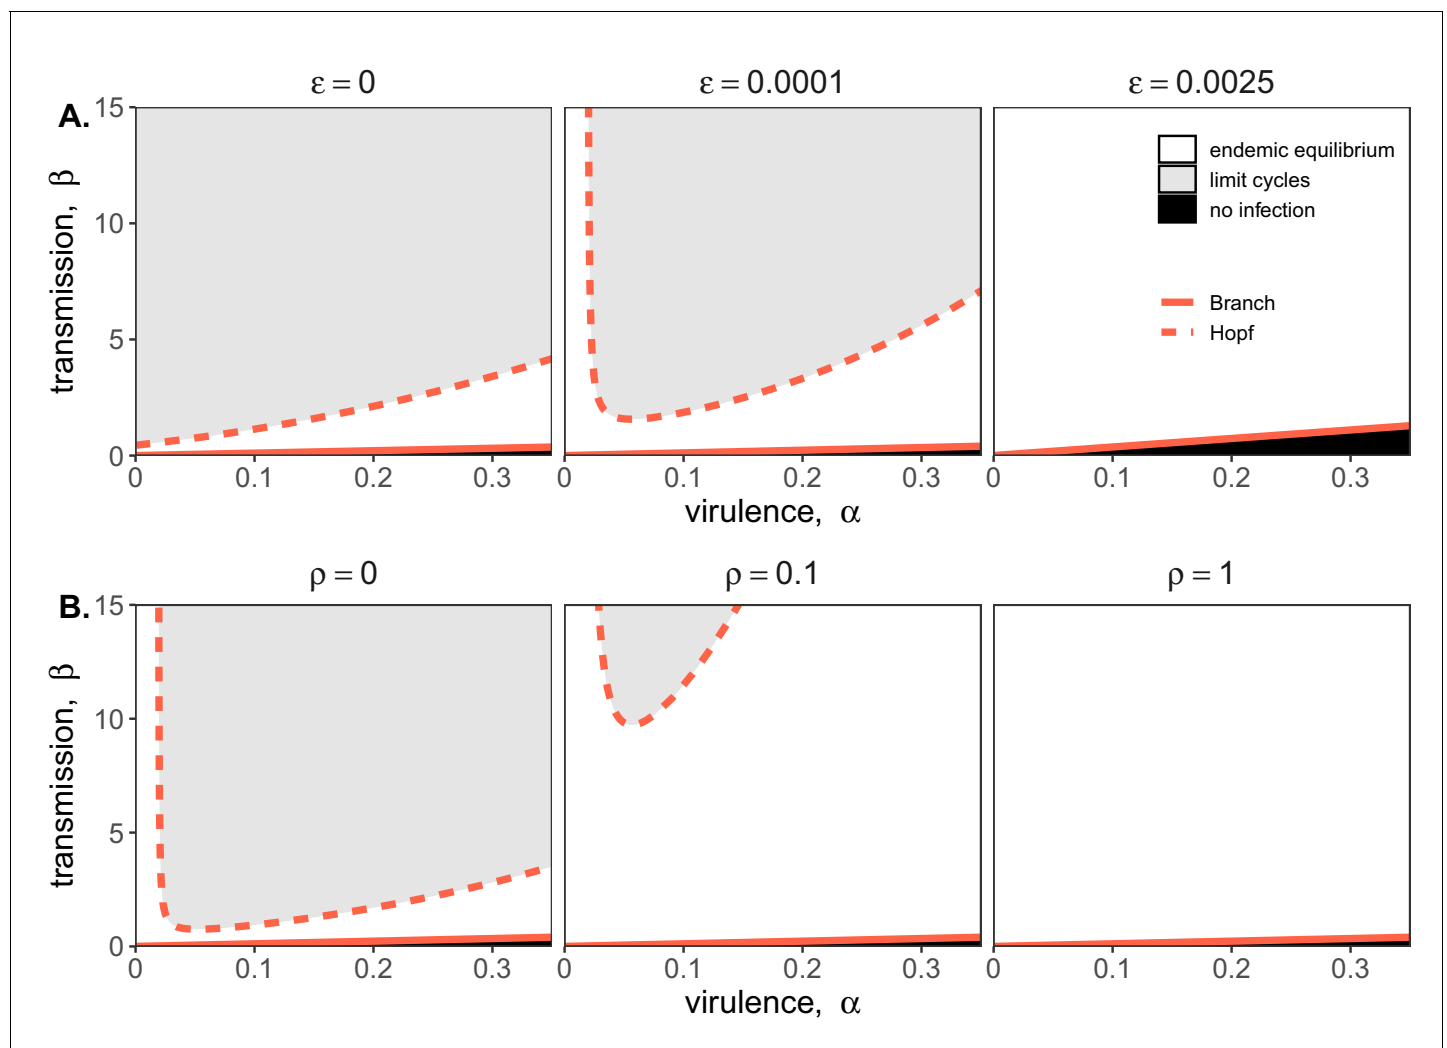 A.
ε = 0
ε = 0.0001
ε = 0.0025
transmission, β
15
10
5
0
endemic equilibrium
limit cycles
no infection
Branch
Hopf
0 0.1 0.2 0.3
0 0.1 0.2 0.3
0 0.1 0.2 0.3
virulence, α
B.
ρ = 0
ρ = 0.1
ρ = 1
transmission, β
15
10
5
0
0 0.1 0.2 0.3
0 0.1 0.2 0.3
0 0.1 0.2 0.3
virulence, α